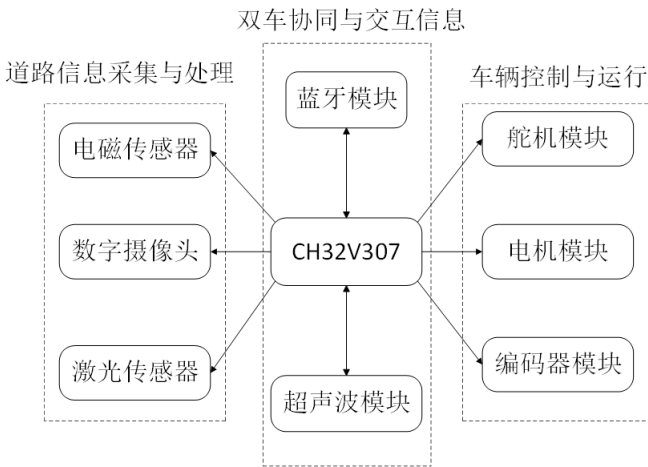 双车协同与交互信息
道路信息采集与处理
车辆控制与运行
蓝牙模块
电磁传感器
舵机模块
数字摄像头
CH32V307
电机模块
激光传感器
编码器模块
超声波模块